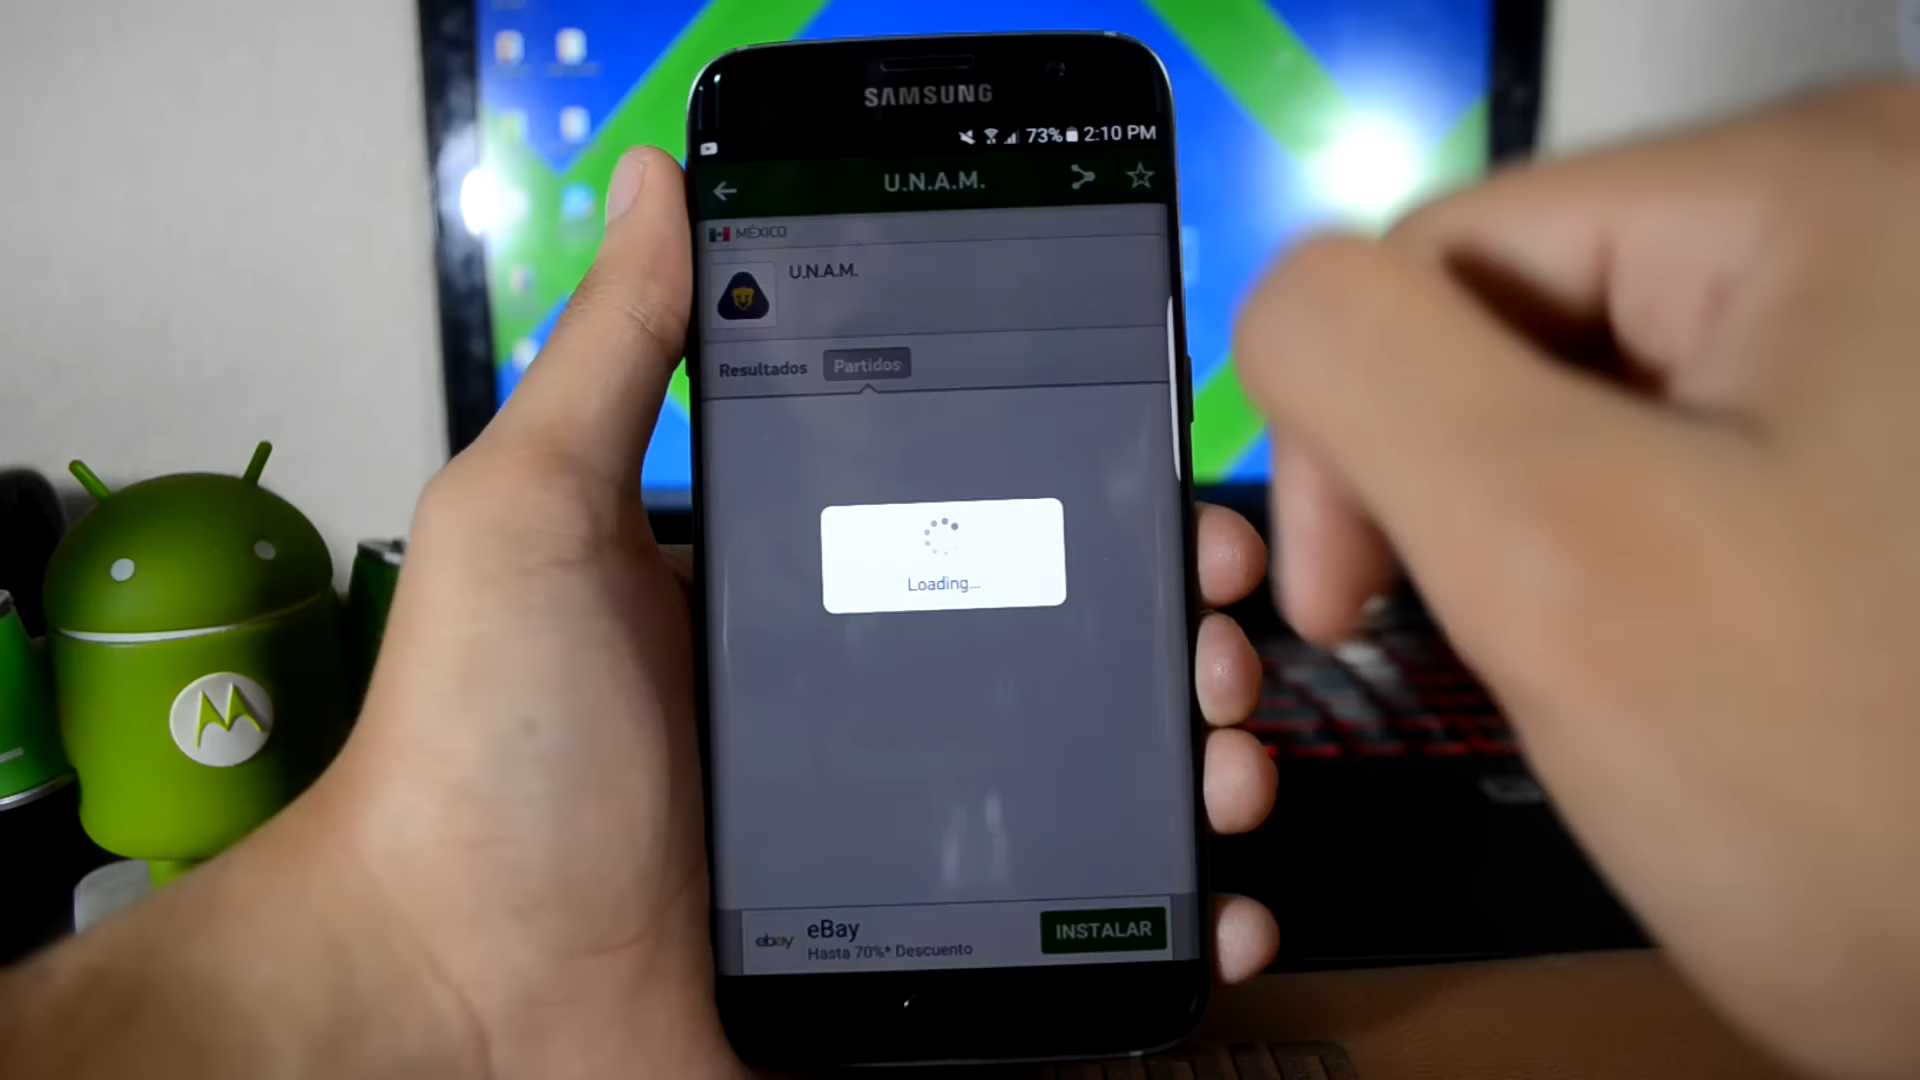 SAMSUNG
73% 2:10 PM
U.N.A.M.
MÉXICO
U.N.A.M.
Resultados Partidos
Loading...
ebay
eBay
Hasta 70%* Descuento
INSTALAR